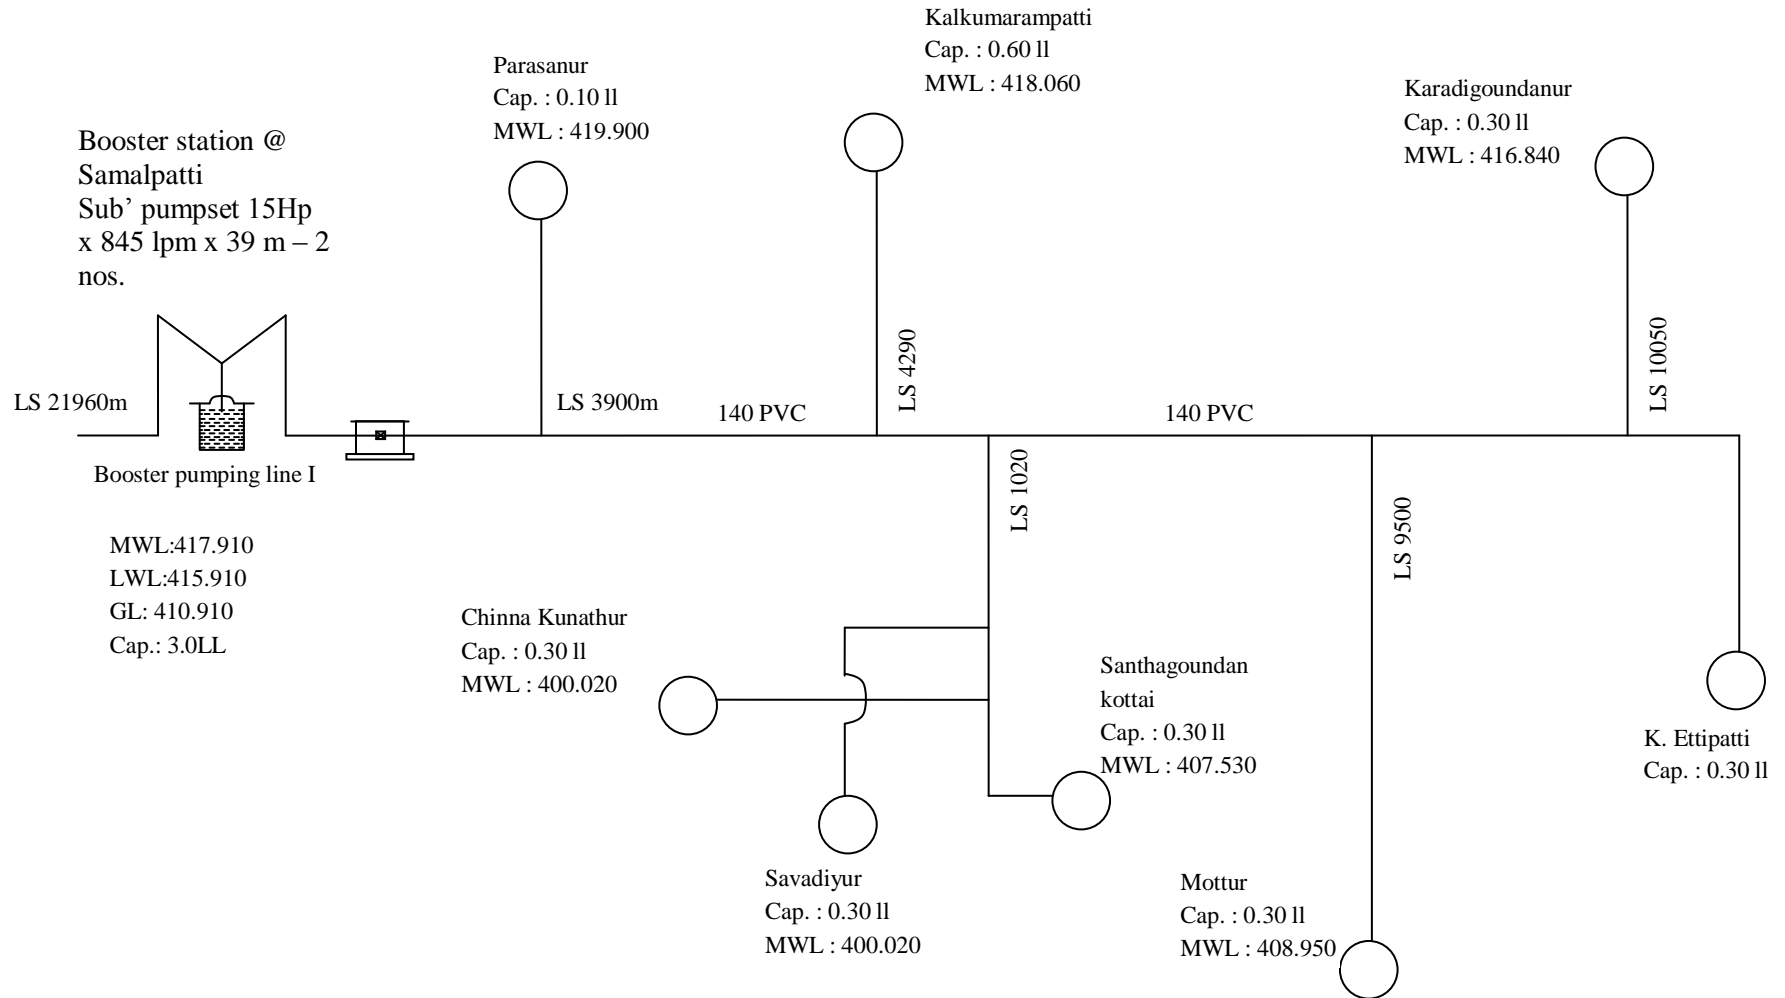 Kalkumarampatti
Cap. : 0.60 ll
MWL : 418.060
Parasanur
Cap. : 0.10 ll
MWL : 419.900
Karadigoundanur
Cap. : 0.30 ll
MWL : 416.840
Booster station @
Samalpatti
Sub’ pumpset 15Hp
x 845 lpm x 39 m – 2
nos.
LS 21960m
LS 3900m
140 PVC
LS 4290
140 PVC
LS 10050
Booster pumping line I
LS 1020
LS 9500
MWL:417.910
LWL:415.910
GL: 410.910
Cap.: 3.0LL
Chinna Kunathur
Cap. : 0.30 ll
MWL : 400.020
Santhagoundan
kottai
Cap. : 0.30 ll
MWL : 407.530
K. Ettipatti
Cap. : 0.30 ll
Savadiyur
Cap. : 0.30 ll
MWL : 400.020
Mottur
Cap. : 0.30 ll
MWL : 408.950